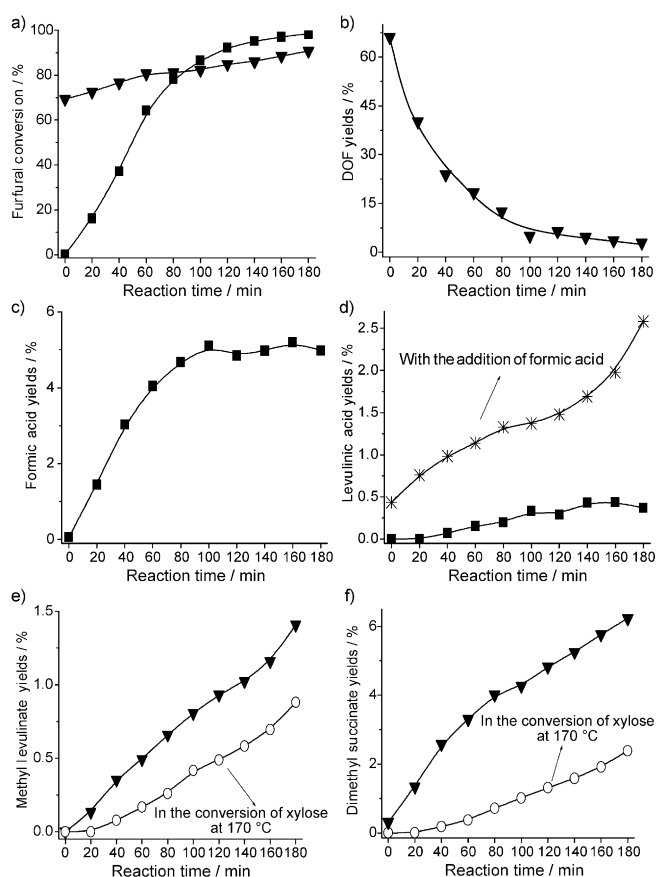 a)
Furfural conversion / %
100
80
60
40
20
0
0 20 40 60 80 100 120 140 160 180
Reaction time / min
b)
DOF yields / %
60
45
30
15
0
0 20 40 60 80 100 120 140 160 180
Reaction time / min
c)
Formic acid yields / %
6
4
2
0
0 20 40 60 80 100 120 140 160 180
Reaction time / min
d)
Levulinic acid yields / %
2.5
2.0
1.5
1.0
0.5
0.0
With the addition of formic acid
0 20 40 60 80 100 120 140 160 180
Reaction time / min
e)
Methyl levulinate yields / %
1.5
1.0
0.5
0.0
In the conversion of xylose
at 170 °C
0 20 40 60 80 100 120 140 160 180
Reaction time / min
f)
Dimethyl succinate yields / %
6
4
2
0
In the conversion of xylose
at 170 °C
0 20 40 60 80 100 120 140 160 180
Reaction time / min